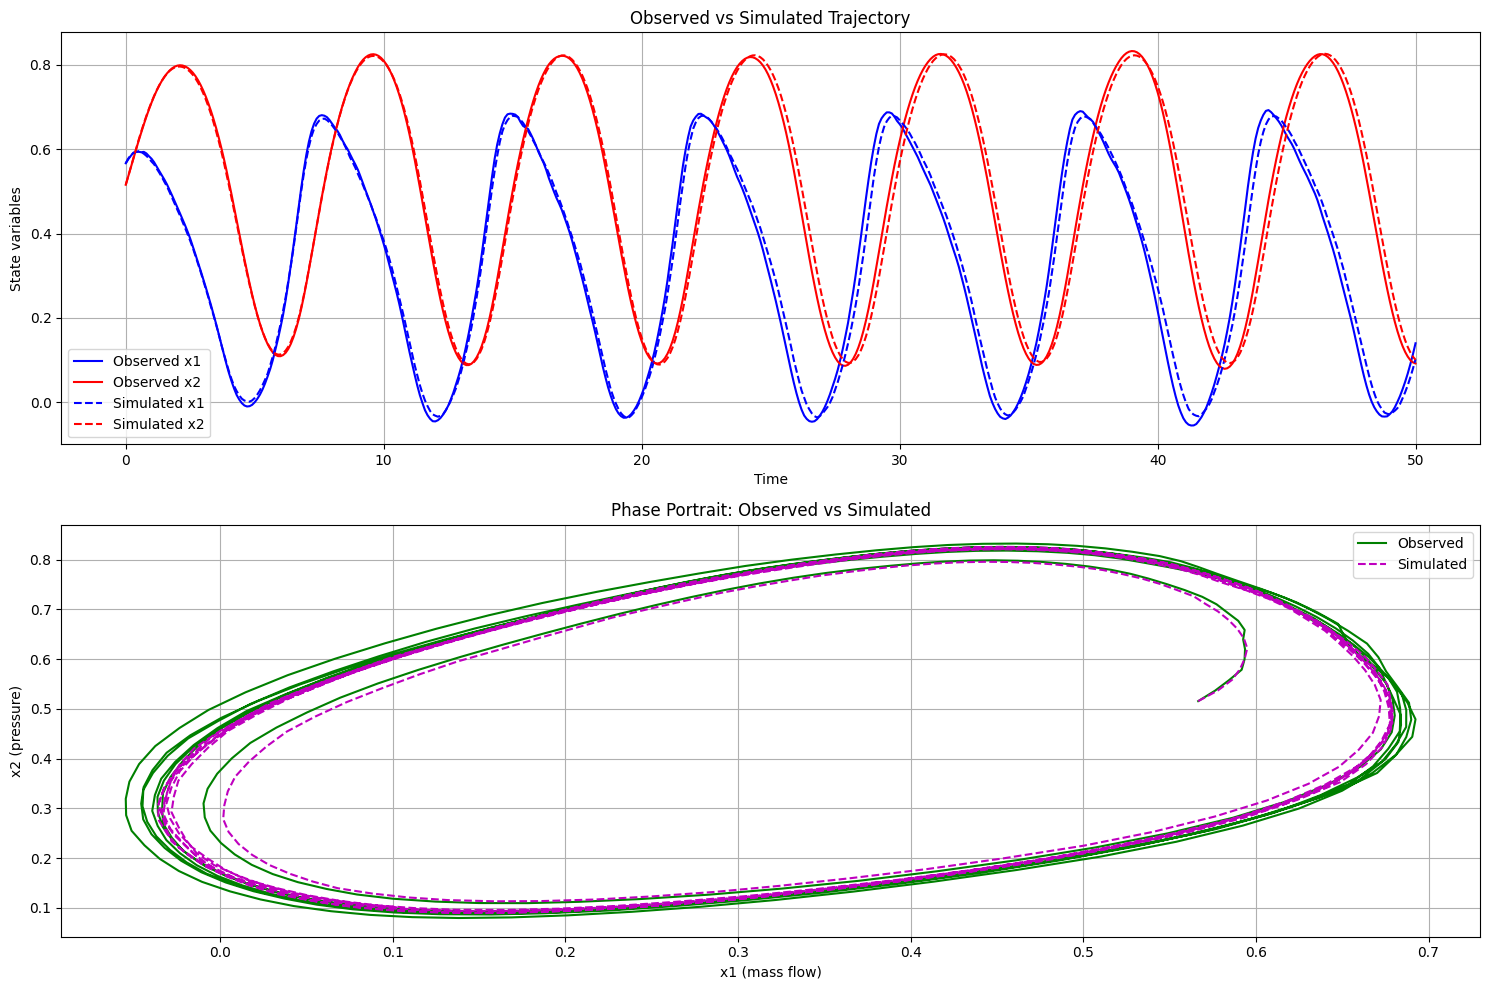 Observed vs Simulated Trajectory
State variables
0.8
0.6
0.4
0.2
0.0
Observed x1
Observed x2
Simulated x1
Simulated x2
0 10 20 30 40 50
Time
Phase Portrait: Observed vs Simulated
x2 (pressure)
0.8
0.7
0.6
0.5
0.4
0.3
0.2
0.1
Observed
Simulated
0.0 0.1 0.2 0.3 0.4 0.5 0.6 0.7
x1 (mass flow)